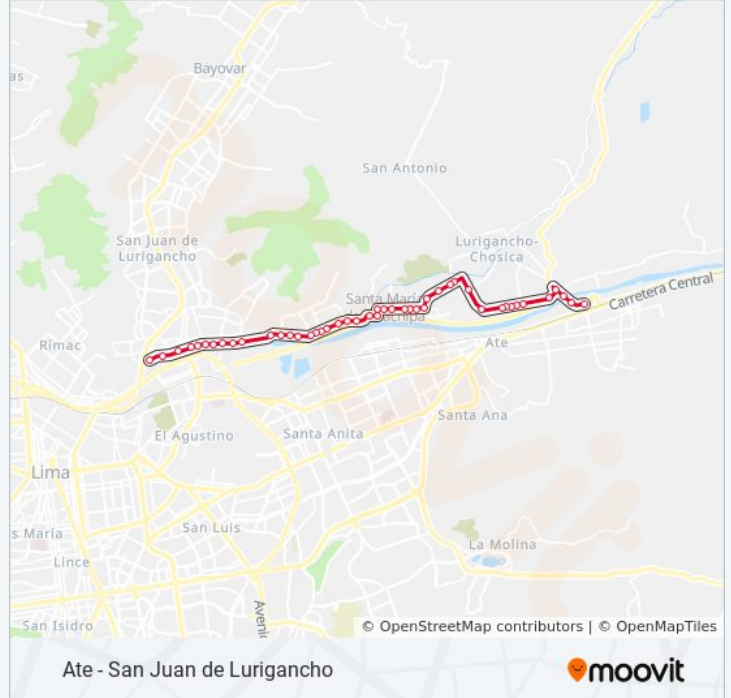 Bayovar
as
San Antonio
San Juan de
Lurigancho
Lurigancho-
Chosica
Santa María
Carretera Central
Rímac
Ate
El Agustino
Santa Anita
Santa Ana
Lima
San Luis
s María
La Molina
Lince
San Isidro
Aveni
© OpenStreetMap contributors | © OpenMapTiles
Ate - San Juan de Lurigancho
moovit